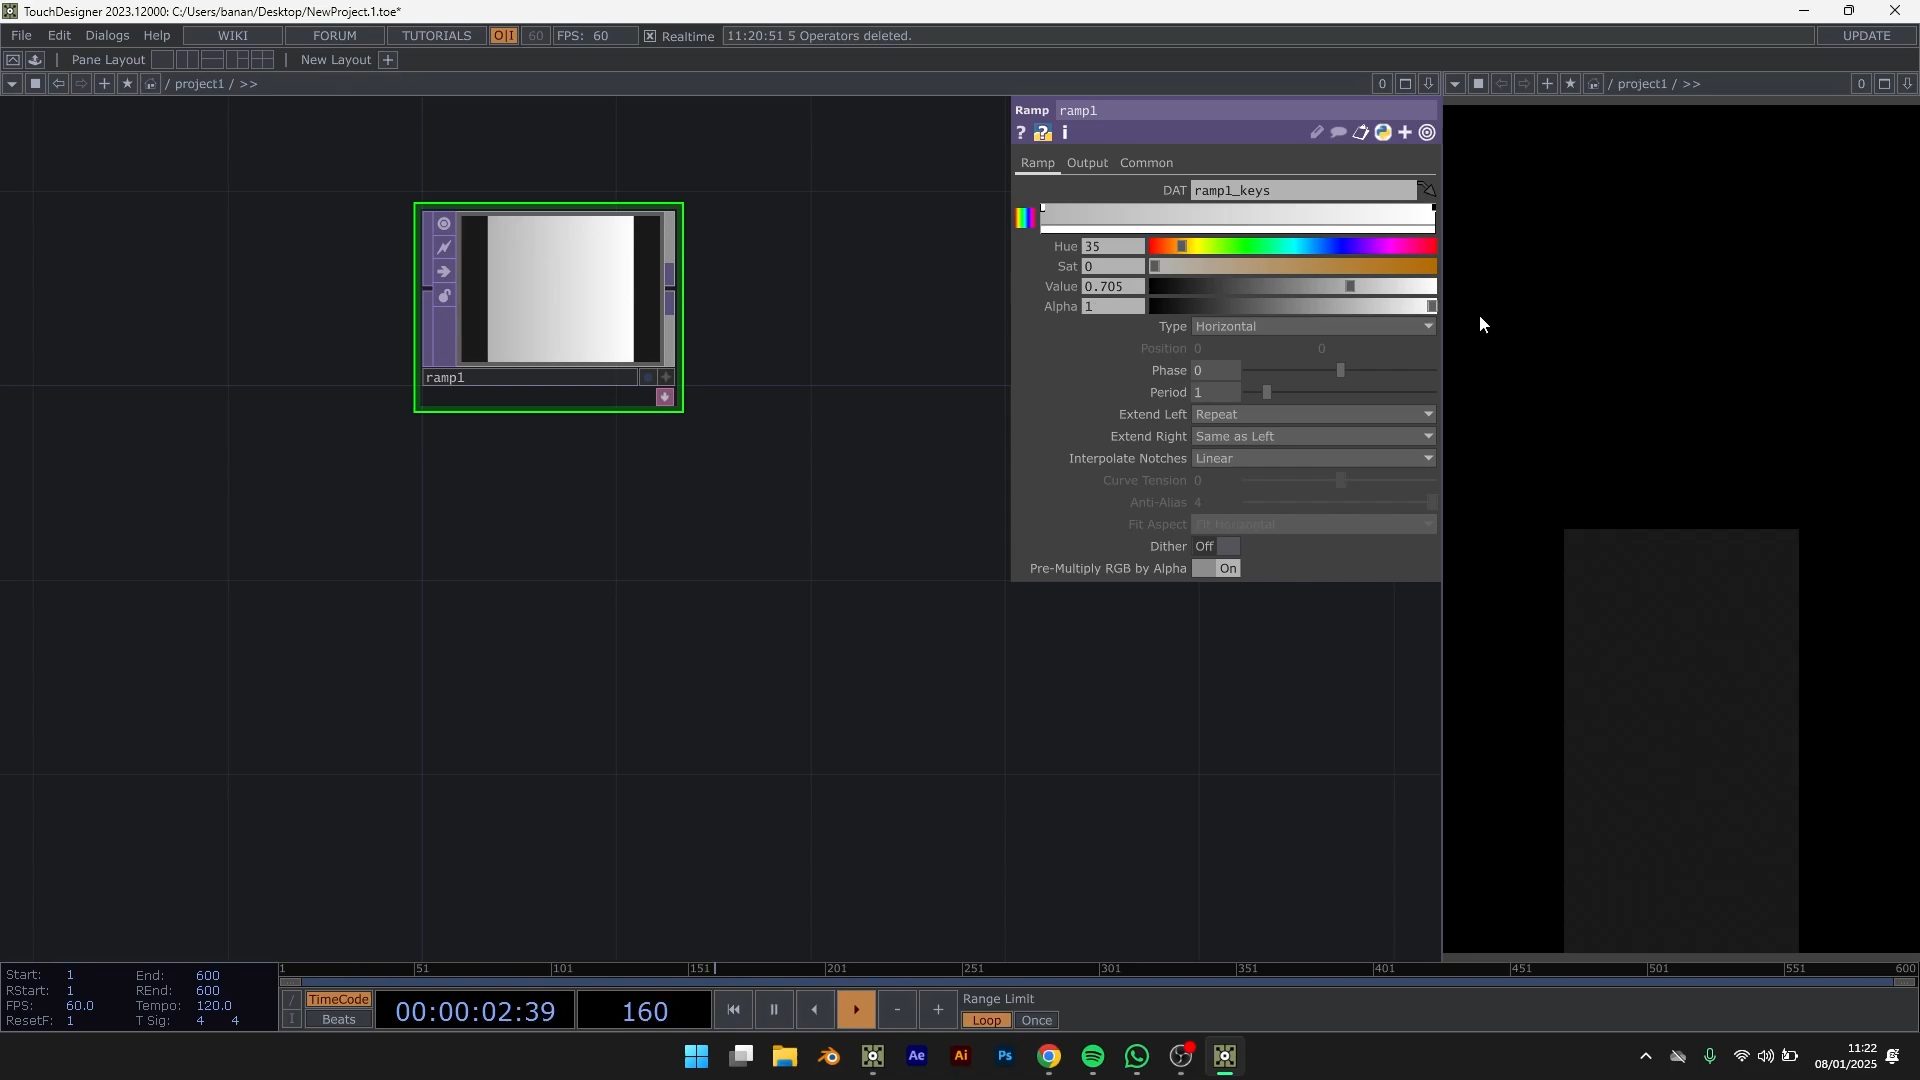 TouchDesigner 2023.12000: C:/Users/banan/Desktop/NewProject.1.toe*
File Edit Dialogs Help WIKI FORUM TUTORIALS O|I 60 FPS: 60 Realtime 11:20:51 5 Operators deleted. UPDATE
Pane Layout New Layout +
/ project1 / >> 0 / project1 / >> 0
Ramp ramp1
? ? i
Ramp Output Common
DAT ramp1_keys
Hue 35
Sat 0
Value 0.705
Alpha 1
Type Horizontal
Position 0 0
Phase 0
Period 1
Extend Left Repeat
Extend Right Same as Left
Interpolate Notches Linear
Curve Tension 0
Anti-Alias 4
Fit Aspect Fit Horizontal
Dither Off
Pre-Multiply RGB by Alpha On
ramp1
1 51 101 151 201 251 301 351 401 451 501 551 600
Start: 1 End: 600
RStart: 1 REnd: 600
FPS: 60.0 Tempo: 120.0
ResetF: 1 T Sig: 4 4
TimeCode
Beats
00:00:02:39 160
Range Limit
Loop Once
Ae Ai Ps
11:22
08/01/2025